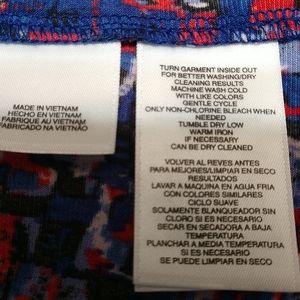 MADE IN VIETNAM
HECHO EN VIETNAM
FABRIQUE AU VIETNAM
FABRICADO NA VIETNÃO
TURN GARMENT INSIDE OUT
FOR BETTER WASHING/DRY
CLEANING RESULTS
MACHINE WASH COLD
WITH LIKE COLORS
GENTLE CYCLE
ONLY NON-CHLORINE BLEACH WHEN
NEEDED
TUMBLE DRY LOW
WARM IRON
IF NECESSARY
CAN BE DRY CLEANED
VOLVER AL REVES ANTES
PARA MEJORES/LIMPIAR EN SECO
RESULTADOS
LAVAR A MAQUINA EN AGUA FRIA
CON COLORES SIMILARES
CICLO SUAVE
SOLAMENTE BLANQUEADOR SIN
CLORO SI ES NECESARIO
SECAR EN SECADORA A BAJA
TEMPERATURA
PLANCHAR A MEDIA TEMPERATURA
SI ES NECESARIO
SE PUEDE LIMPIAR EN SECO